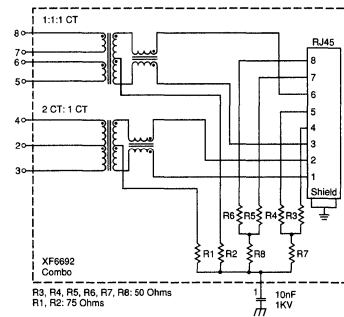 1:1:1 CT
8
7
6
5
RJ45
8
7
6
5
4
3
2
1
Shield
2 CT: 1 CT
4
2
3
R6 R5 R4 R3
R1 R2 R8 R7
XF6692
Combo
1
10nF
1KV
R3, R4, R5, R6, R7, R8: 50 Ohms
R1, R2: 75 Ohms